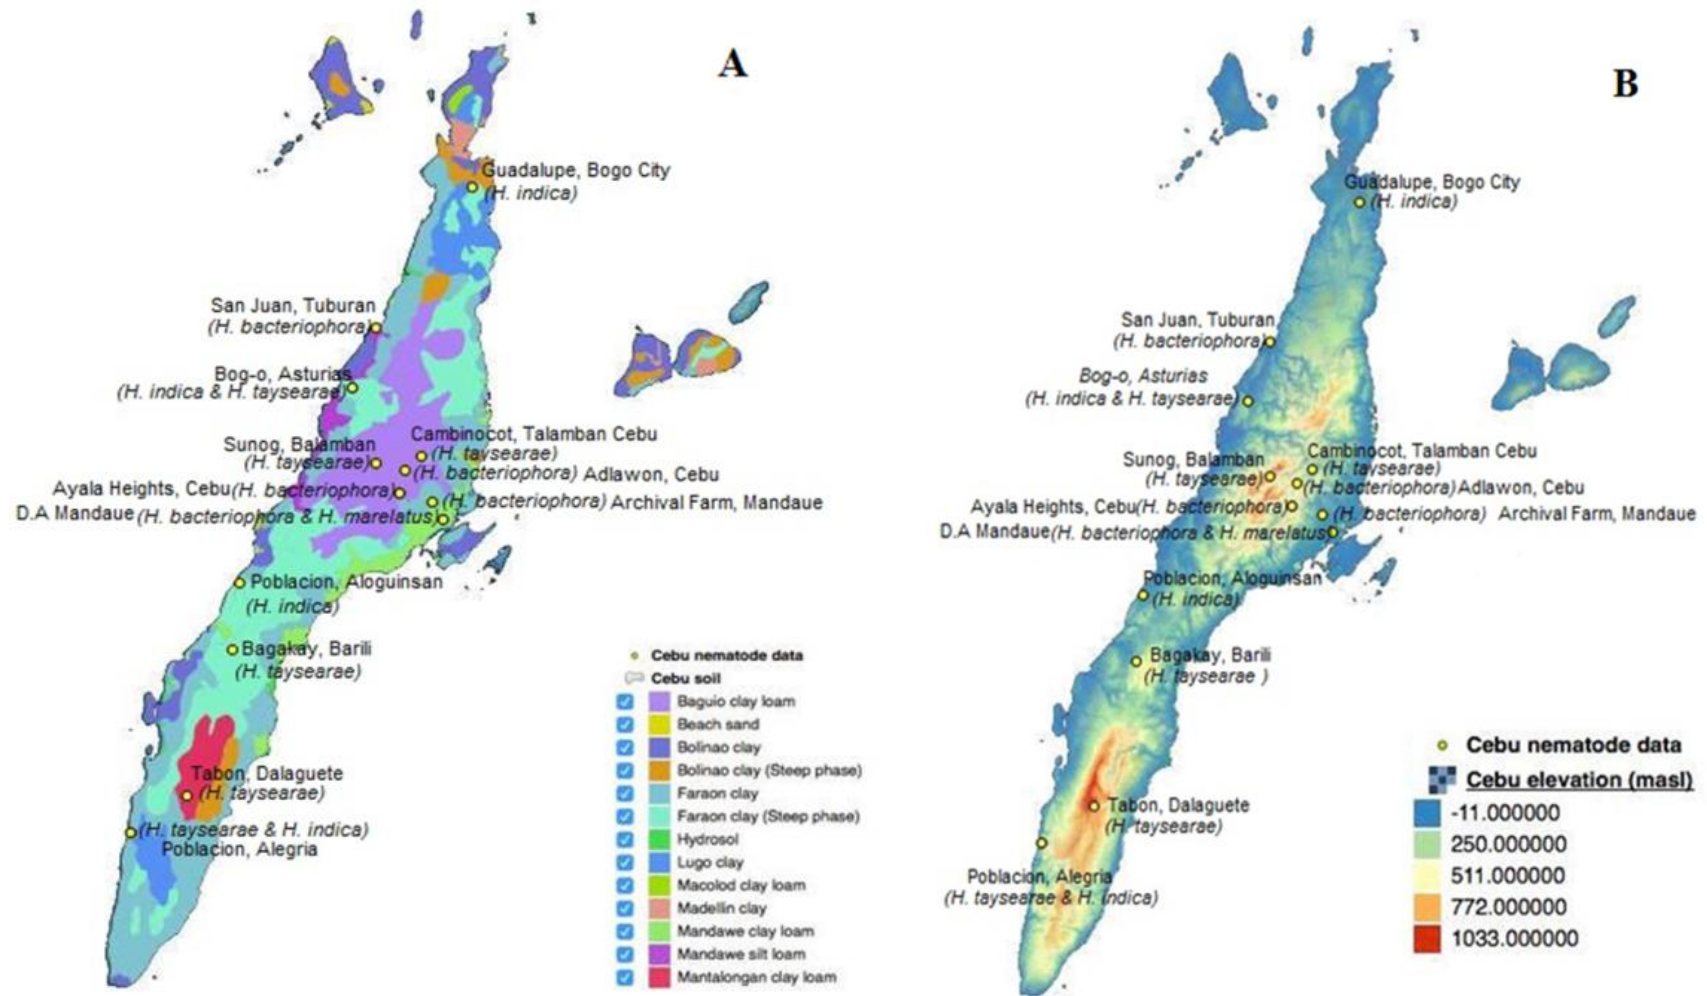 A
Guadalupe, Bogo City
(H. indica)
San Juan, Tuburan
(H. bacteriophora)
Bog-o, Asturias
(H. indica & H. taysearae)
Sunog, Balamban
(H. taysearae)
Cambinocot, Talamban Cebu
(H. taysearae)
(H. bacteriophora) Adlawon, Cebu
Ayala Heights, Cebu(H. bacteriophora)
(H. bacteriophora) Archival Farm, Mandaue
D.A Mandaue(H. bacteriophora & H. marelatus)
Poblacion, Aloguinsan
(H. indica)
Bagakay, Barili
(H. taysearae)
Tabon, Dalaguete
(H. taysearae)
(H. taysearae & H. indica)
Poblacion, Alegria
Cebu nematode data
Cebu soil
Baguio clay loam
Beach sand
Bolinao clay
Bolinao clay (Steep phase)
Faraon clay
Faraon clay (Steep phase)
Hydrosol
Lugo clay
Macolod clay loam
Madellin clay
Mandawe clay loam
Mandawe silt loam
Mantalongan clay loam
B
Guadalupe, Bogo City
(H. indica)
San Juan, Tuburan
(H. bacteriophora)
Bog-o, Asturias
(H. indica & H. taysearae)
Cambinocot, Talamban Cebu
(H. taysearae)
Sunog, Balamban
(H. taysearae)
(H. bacteriophora)Adlawon, Cebu
Ayala Heights, Cebu(H. bacteriophora)
(H. bacteriophora) Archival Farm, Mandaue
D.A Mandaue(H. bacteriophora & H. marelatus)
Poblacion, Aloguinsan
(H. indica)
Bagakay, Barili
(H. taysearae )
Tabon, Dalaguete
(H. taysearae)
Poblacion, Alegria
(H. taysearae & H. indica)
Cebu nematode data
Cebu elevation (masl)
-11.000000
250.000000
511.000000
772.000000
1033.000000